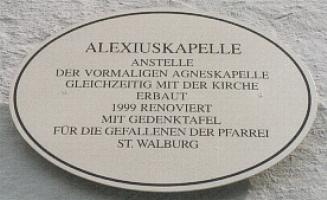 ALEXIUSKAPELLE
ANSTELLE
DER VORMALIGEN AGNESKAPELLE
GLEICHZEITIG MIT DER KIRCHE
ERBAUT
1999 RENOVIERT
MIT GEDENKTAFEL
FÜR DIE GEFALLENEN DER PFARREI
ST. WALBURG